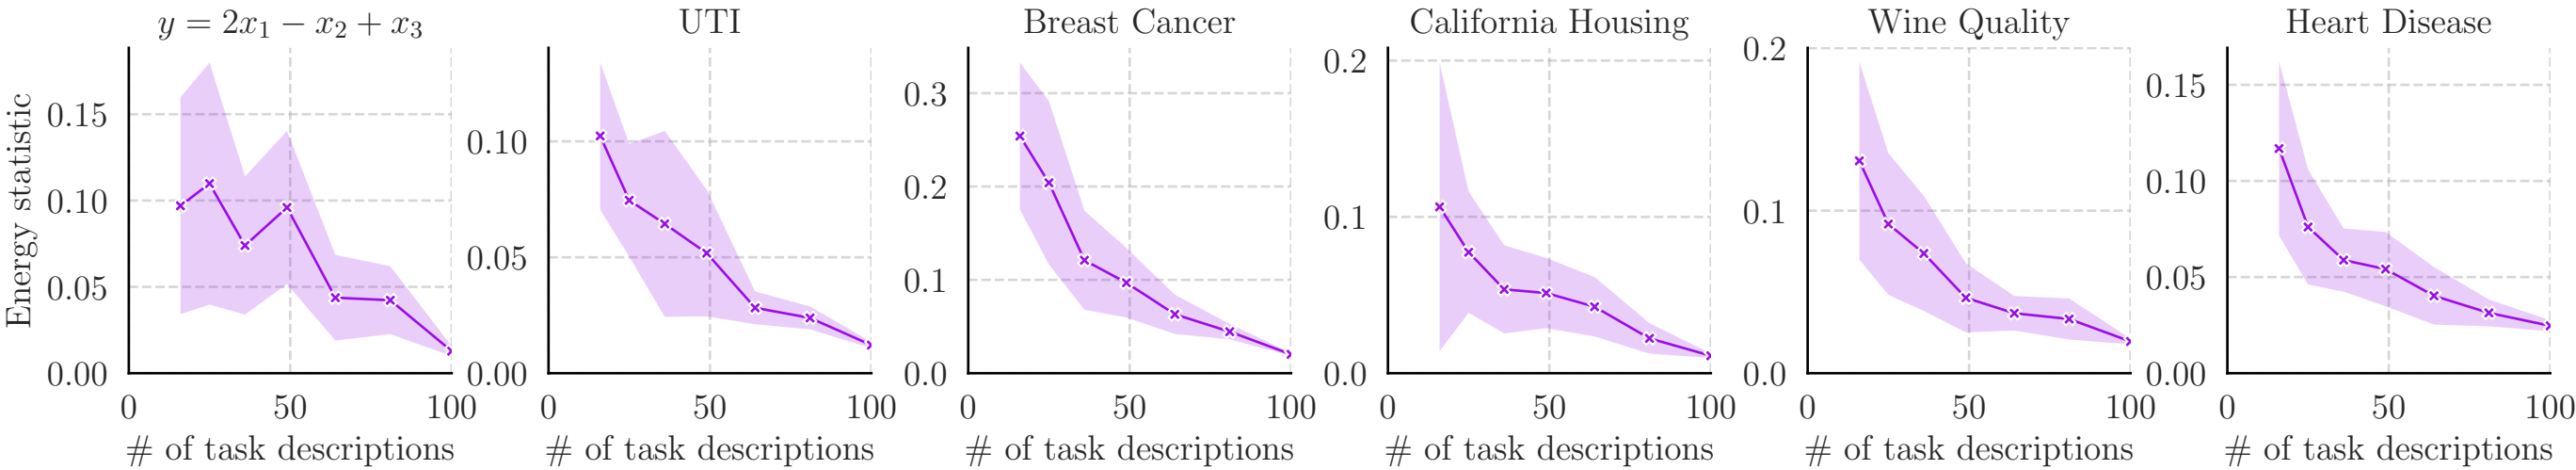 y = 2x₁ − x₂ + x₃
Energy statistic
0.15
0.10
0.05
0.00
0 50 100
# of task descriptions
UTI
0.10
0.05
0.00
0 50 100
# of task descriptions
Breast Cancer
0.3
0.2
0.1
0.0
0 50 100
# of task descriptions
California Housing
0.2
0.1
0.0
0 50 100
# of task descriptions
Wine Quality
0.2
0.1
0.0
0 50 100
# of task descriptions
Heart Disease
0.15
0.10
0.05
0.00
0 50 100
# of task descriptions